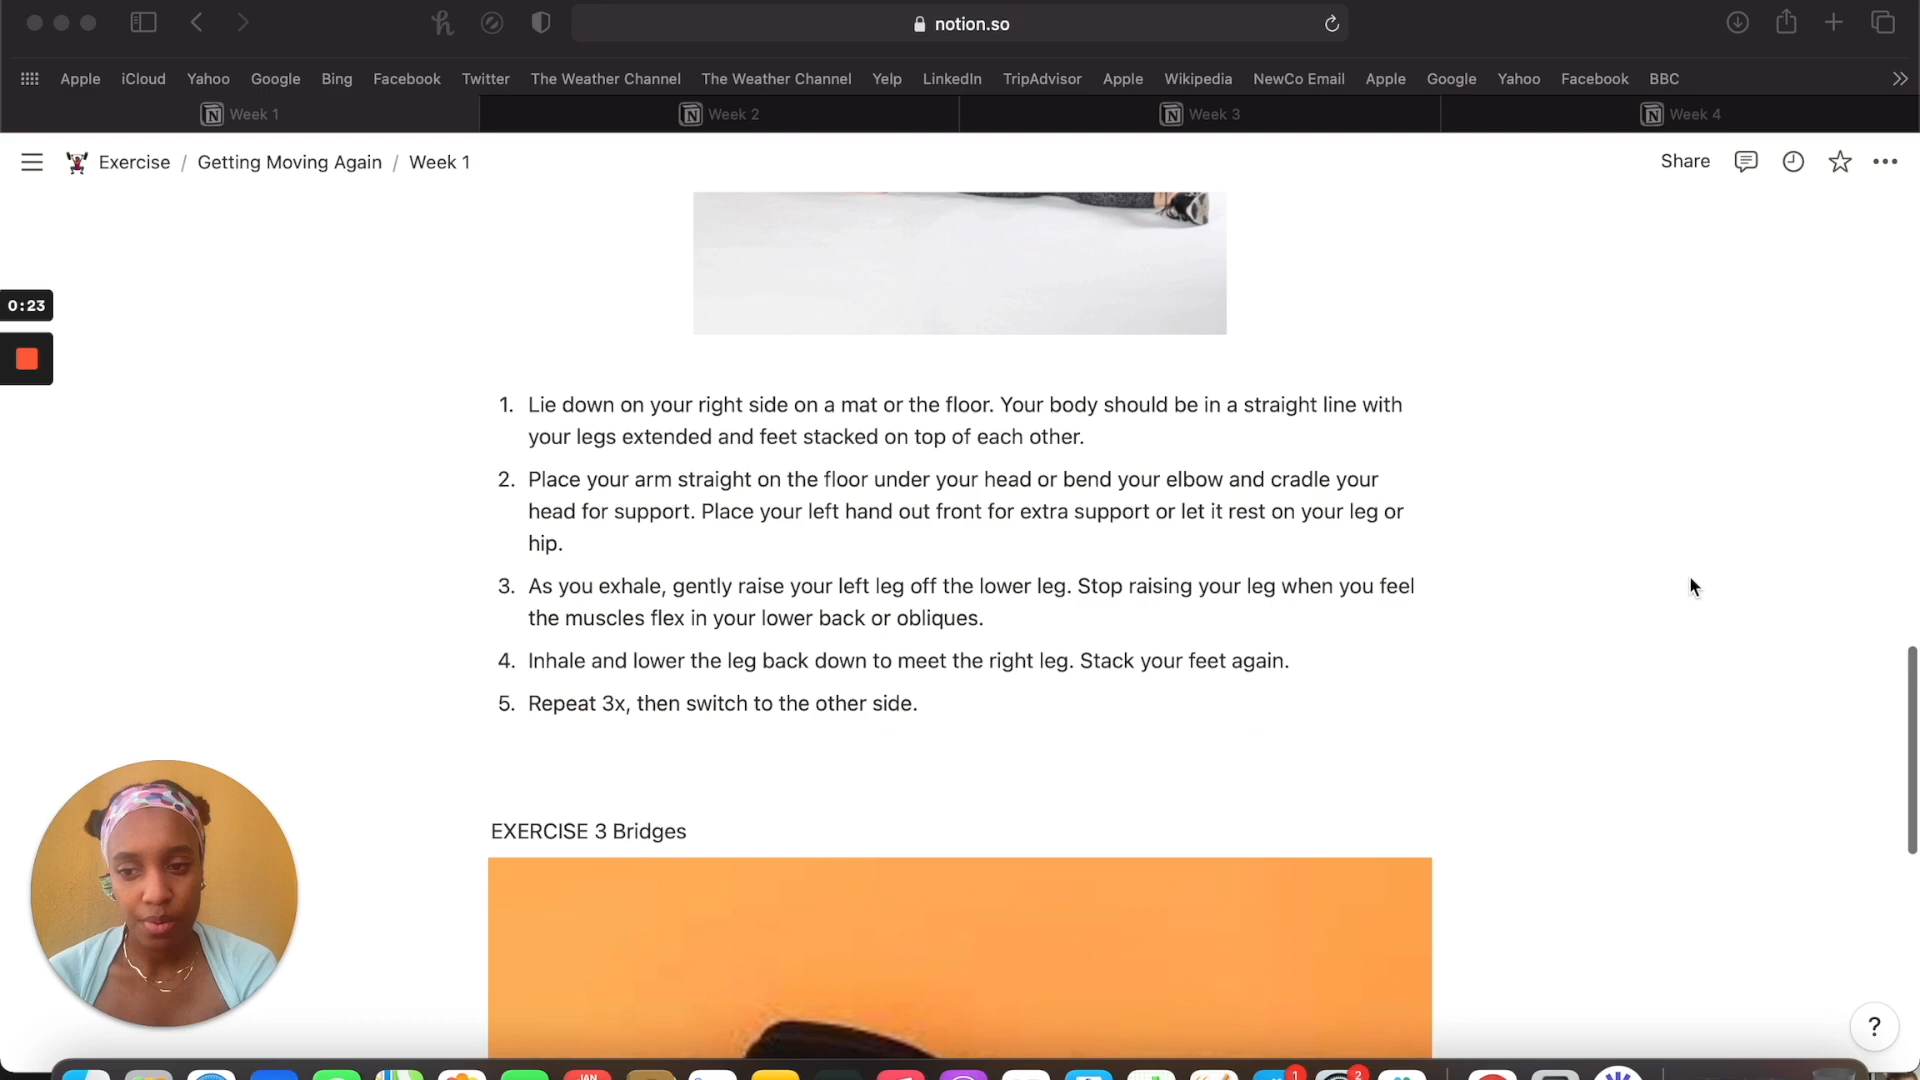 notion.so
Apple iCloud Yahoo Google Bing Facebook Twitter The Weather Channel The Weather Channel Yelp LinkedIn TripAdvisor Apple Wikipedia NewCo Email Apple Google Yahoo Facebook BBC
Week 1 Week 2 Week 3 Week 4
Exercise / Getting Moving Again / Week 1 Share
0:23
1. Lie down on your right side on a mat or the floor. Your body should be in a straight line with
your legs extended and feet stacked on top of each other.
2. Place your arm straight on the floor under your head or bend your elbow and cradle your
head for support. Place your left hand out front for extra support or let it rest on your leg or
hip.
3. As you exhale, gently raise your left leg off the lower leg. Stop raising your leg when you feel
the muscles flex in your lower back or obliques.
4. Inhale and lower the leg back down to meet the right leg. Stack your feet again.
5. Repeat 3x, then switch to the other side.
EXERCISE 3 Bridges
?
JAN 1 2